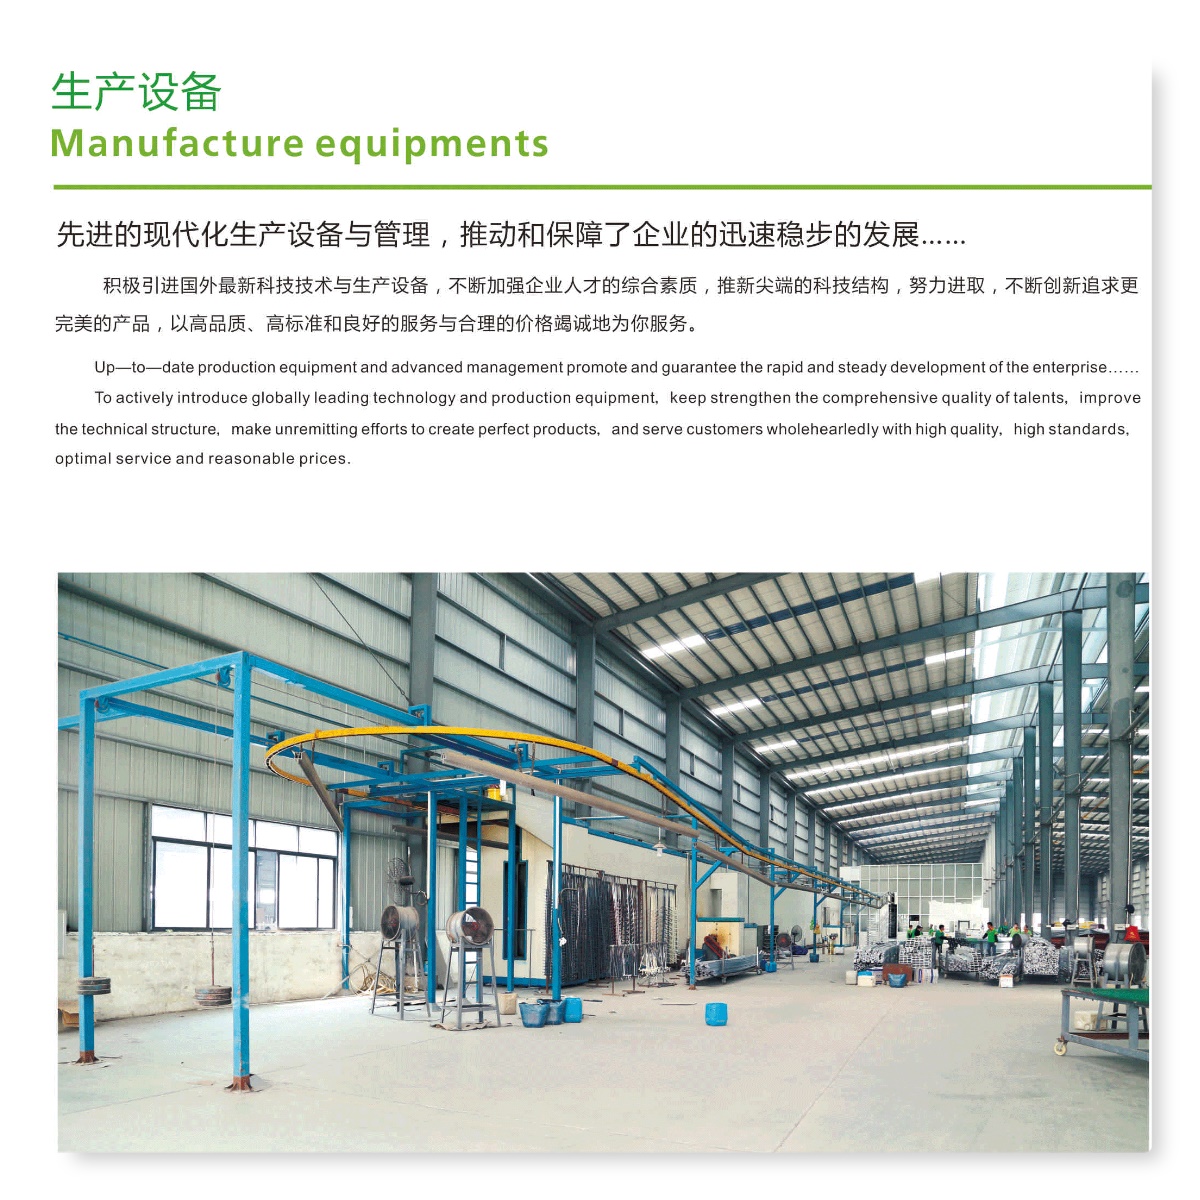 生产设备
Manufacture equipments
先进的现代化生产设备与管理，推动和保障了企业的迅速稳步的发展……
积极引进国外最新科技技术与生产设备，不断加强企业人才的综合素质，推新尖端的科技结构，努力进取，不断创新追求更
完美的产品，以高品质、高标准和良好的服务与合理的价格竭诚地为你服务。
Up—to—date production equipment and advanced management promote and guarantee the rapid and steady development of the enterprise……
To actively introduce globally leading technology and production equipment, keep strengthen the comprehensive quality of talents, improve
the technical structure, make unremitting efforts to create perfect products, and serve customers wholehearledly with high quality, high standards,
optimal service and reasonable prices.